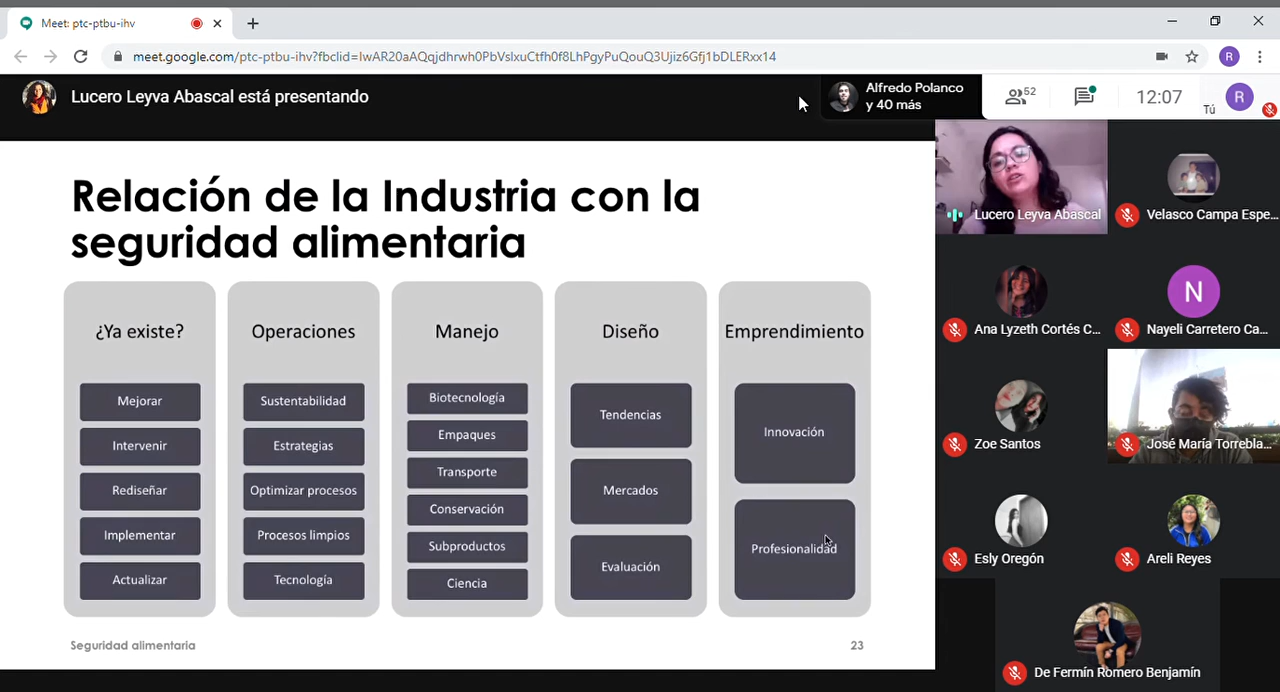 Meet: ptc-ptbu-ihv
meet.google.com/ptc-ptbu-ihv?fbclid=IwAR20aAQqjdhrwh0PbVslxuCtfh0f8LhPgyPuQouQ3Ujiz6Gfj1bDLERxx14
R
Lucero Leyva Abascal está presentando
Alfredo Polanco
y 40 más
52
12:07
Tú
R
Relación de la Industria con la
seguridad alimentaria
¿Ya existe?
Mejorar
Intervenir
Rediseñar
Implementar
Actualizar
Operaciones
Sustentabilidad
Estrategias
Optimizar procesos
Procesos limpios
Tecnología
Manejo
Biotecnología
Empaques
Transporte
Conservación
Subproductos
Ciencia
Diseño
Tendencias
Mercados
Evaluación
Emprendimiento
Innovación
Profesionalidad
Seguridad alimentaria
23
Lucero Leyva Abascal
Velasco Campa Espe...
Ana Lyzeth Cortés C...
N
Nayeli Carretero Ca...
Zoe Santos
José María Torrebla...
Esly Oregón
Areli Reyes
De Fermín Romero Benjamín